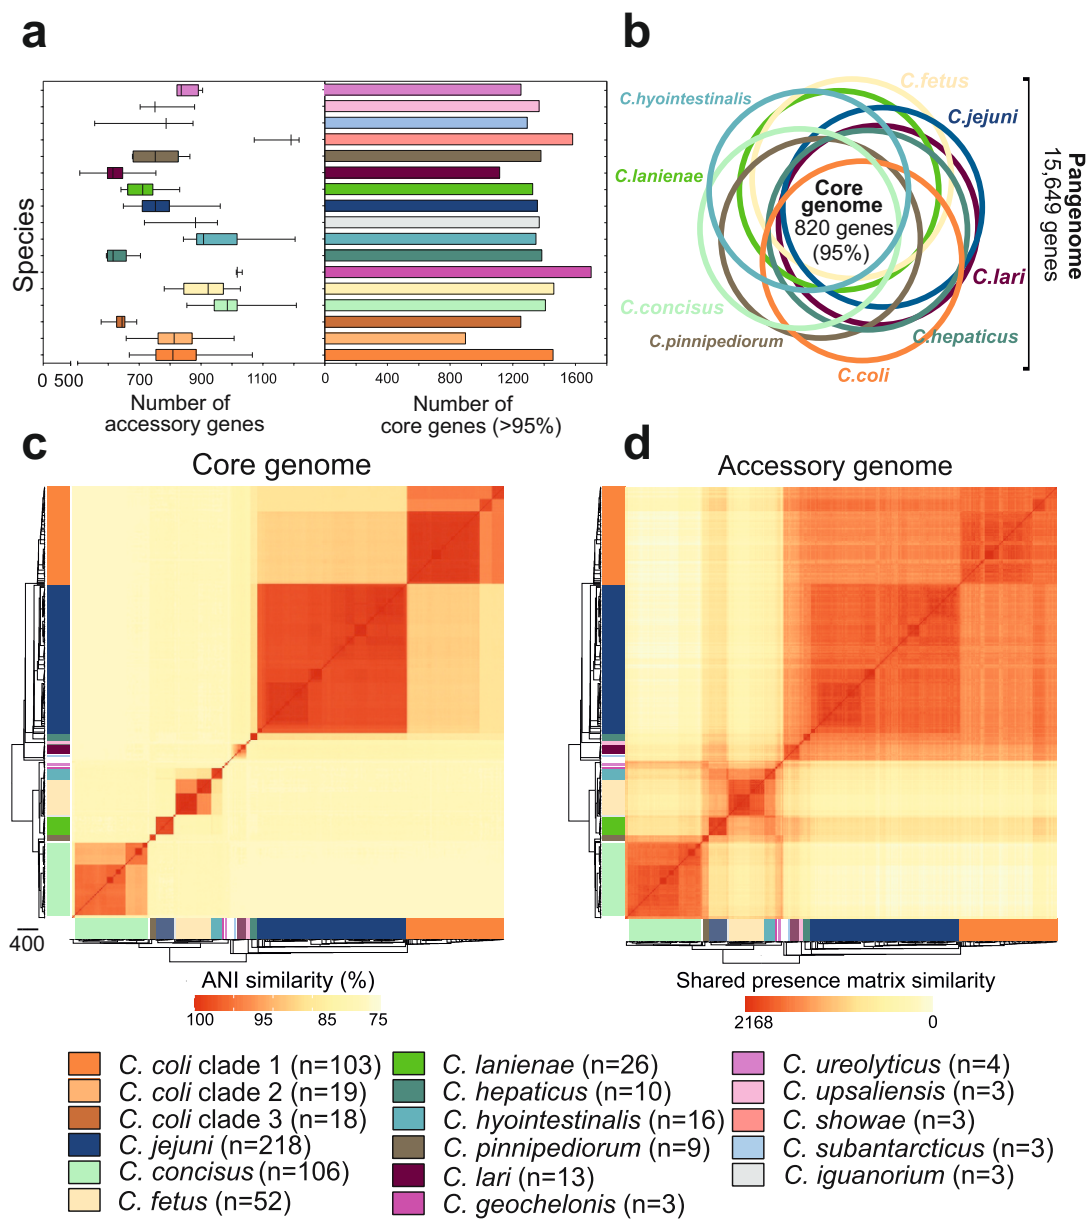 a
Species
0 500 700 900 1100
Number of
accessory genes
0 400 800 1200 1600
Number of
core genes (>95%)
b
C.fetus
C.hyointestinalis
C.jejuni
C.lanienae
Core
genome
820 genes
(95%)
C.lari
C.concisus
C.pinnipediorum
C.hepaticus
C.coli
Pangenome
15,649 genes
c
Core genome
400
ANI similarity (%)
100 95 85 75
d
Accessory genome
Shared presence matrix similarity
2168 0
C. coli clade 1 (n=103)
C. coli clade 2 (n=19)
C. coli clade 3 (n=18)
C. jejuni (n=218)
C. concisus (n=106)
C. fetus (n=52)
C. lanienae (n=26)
C. hepaticus (n=10)
C. hyointestinalis (n=16)
C. pinnipediorum (n=9)
C. lari (n=13)
C. geochelonis (n=3)
C. ureolyticus (n=4)
C. upsaliensis (n=3)
C. showae (n=3)
C. subantarcticus (n=3)
C. iguanorium (n=3)